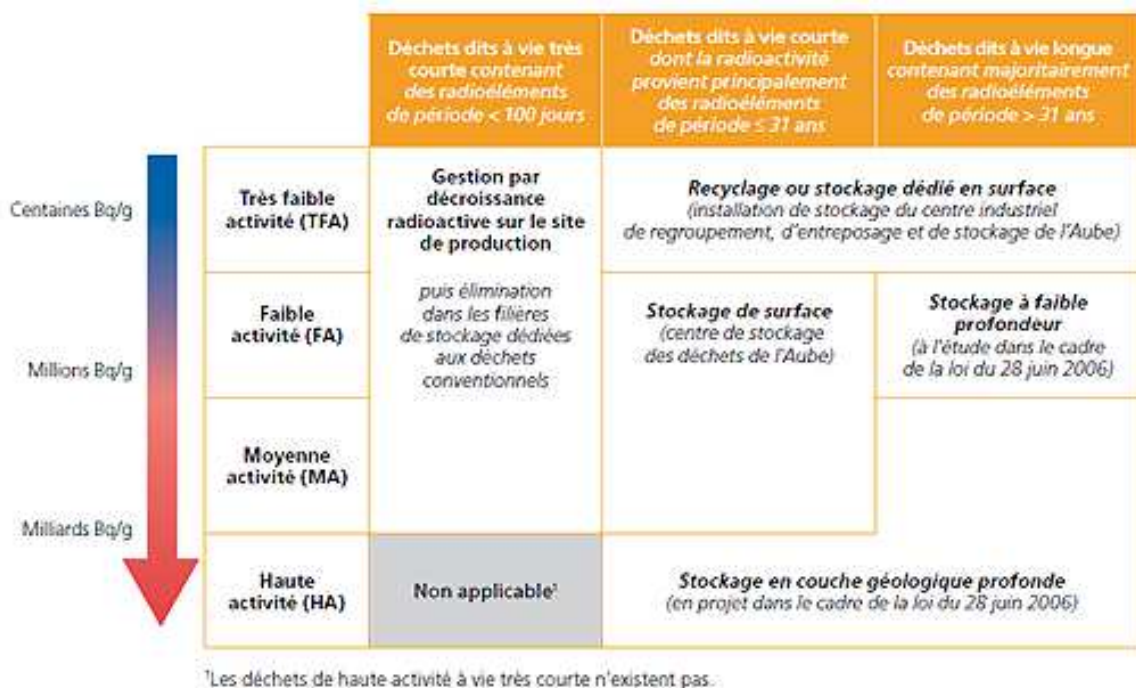 Déchets dits à vie très
courte contenant
des radioéléments
de période < 100 jours
Déchets dits à vie courte
dont la radioactivité
provient principalement
des radioéléments
de période ≤ 31 ans
Déchets dits à vie longue
contenant majoritairement
des radioéléments
de période > 31 ans
Centaines Bq/g
Très faible
activité (TFA)
Gestion par
décroissance
radioactive sur le site
de production
puis élimination
dans les filières
de stockage dédiées
aux déchets
conventionnels
Recyclage ou stockage dédié en surface
(installation de stockage du centre industriel
de regroupement, d'entreposage et de stockage de l'Aube)
Faible
activité (FA)
Stockage de surface
(centre de stockage
des déchets de l'Aube)
Stockage à faible
profondeur
(à l'étude dans le cadre
de la loi du 28 juin 2006)
Millions Bq/g
Moyenne
activité (MA)
Milliards Bq/g
Haute
activité (HA)
Non applicable¹
Stockage en couche géologique profonde
(en projet dans le cadre de la loi du 28 juin 2006)
¹Les déchets de haute activité à vie très courte n'existent pas.